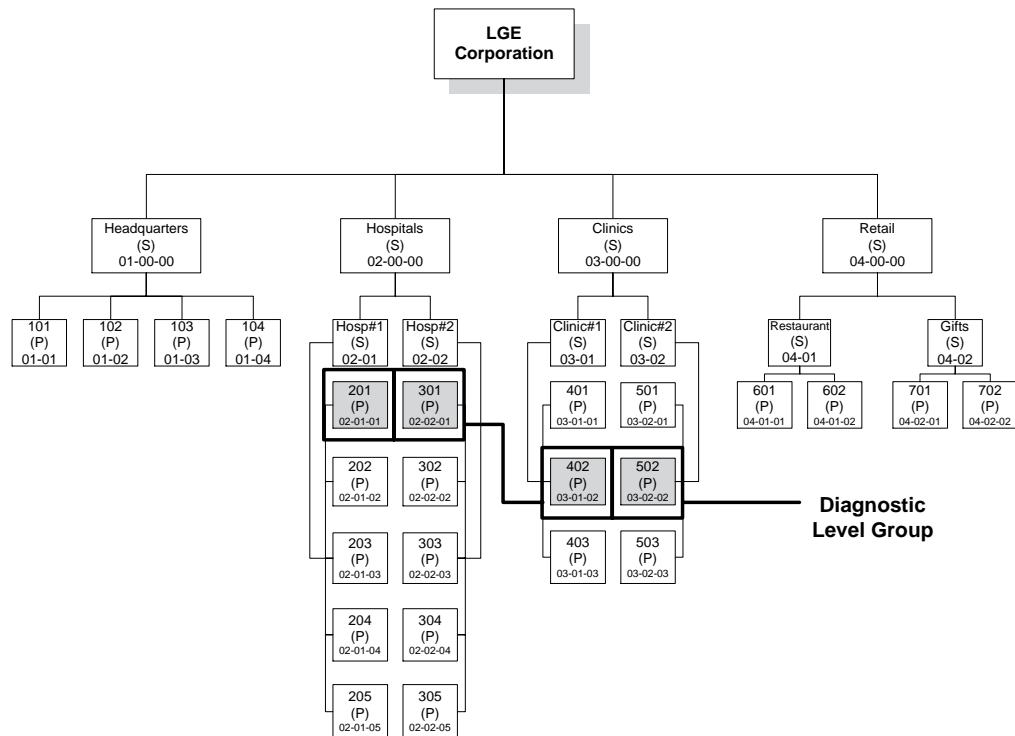 LGE
Corporation
Headquarters
(S)
01-00-00
Hospitals
(S)
02-00-00
Clinics
(S)
03-00-00
Retail
(S)
04-00-00
101
(P)
01-01
102
(P)
01-02
103
(P)
01-03
104
(P)
01-04
Hosp#1
(S)
02-01
Hosp#2
(S)
02-02
Clinic#1
(S)
03-01
Clinic#2
(S)
03-02
Restaurant
(S)
04-01
Gifts
(S)
04-02
201
(P)
02-01-01
301
(P)
02-02-01
401
(P)
03-01-01
501
(P)
03-02-01
601
(P)
04-01-01
602
(P)
04-01-02
701
(P)
04-02-01
702
(P)
04-02-02
202
(P)
02-01-02
302
(P)
02-02-02
402
(P)
03-01-02
502
(P)
03-02-02
Diagnostic
Level Group
203
(P)
02-01-03
303
(P)
02-02-03
403
(P)
03-01-03
503
(P)
03-02-03
204
(P)
02-01-04
304
(P)
02-02-04
205
(P)
02-01-05
305
(P)
02-02-05